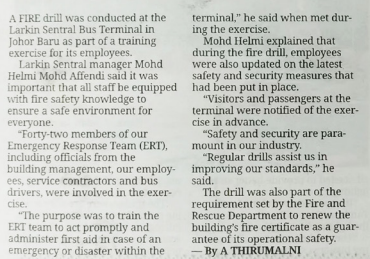 A FIRE drill was conducted at the
Larkin Sentral Bus Terminal in
Johor Baru as part of a training
exercise for its employees.
Larkin Sentral manager Mohd
Helmi Mohd Affendi said it was
important that all staff be equipped
with fire safety knowledge to
ensure a safe environment for
everyone.
“Forty-two members of our
Emergency Response Team (ERT),
including officials from the
building management, our employ-
ees, service contractors and bus
drivers, were involved in the exer-
cise.
“The purpose was to train the
ERT team to act promptly and
administer first aid in case of an
emergency or disaster within the
terminal,” he said when met dur-
ing the exercise.
Mohd Helmi explained that
during the fire drill, employees
were also updated on the latest
safety and security measures that
had been put in place.
“Visitors and passengers at the
terminal were notified of the exer-
cise in advance.
“Safety and security are para-
mount in our industry.
“Regular drills assist us in
improving our standards,” he
said.
The drill was also part of the
requirement set by the Fire and
Rescue Department to renew the
building's fire certificate as a guar-
antee of its operational safety.
— By A THIRUMALNI